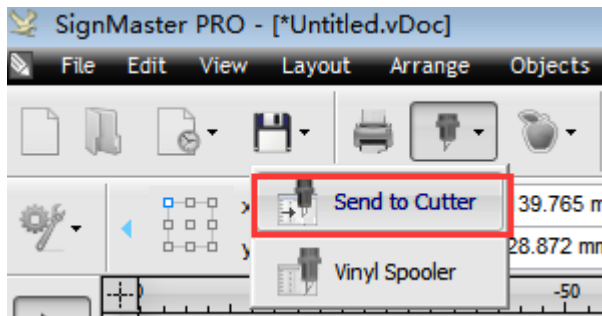 SignMaster PRO - [*Untitled.vDoc]
File Edit View Layout Arrange Objects
Send to Cutter
39.765 m
Vinyl Spooler
28.872 mm
-50